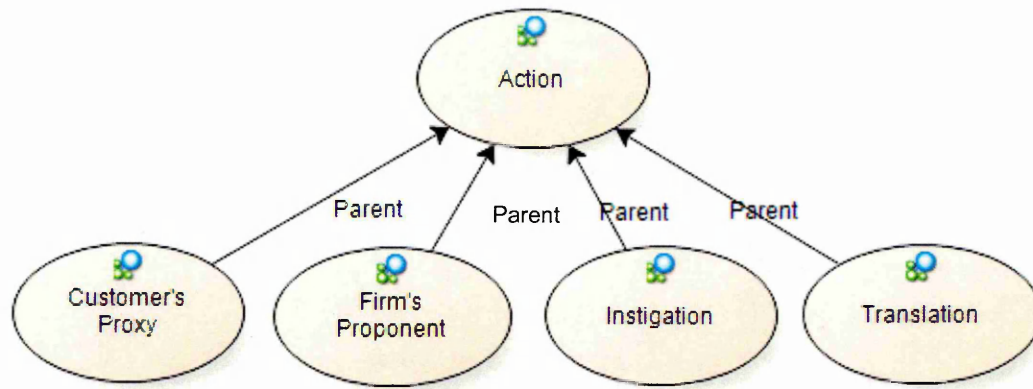 Action
Parent
Parent
Parent
Parent
Customer's
Proxy
Firm's
Proponent
Instigation
Translation